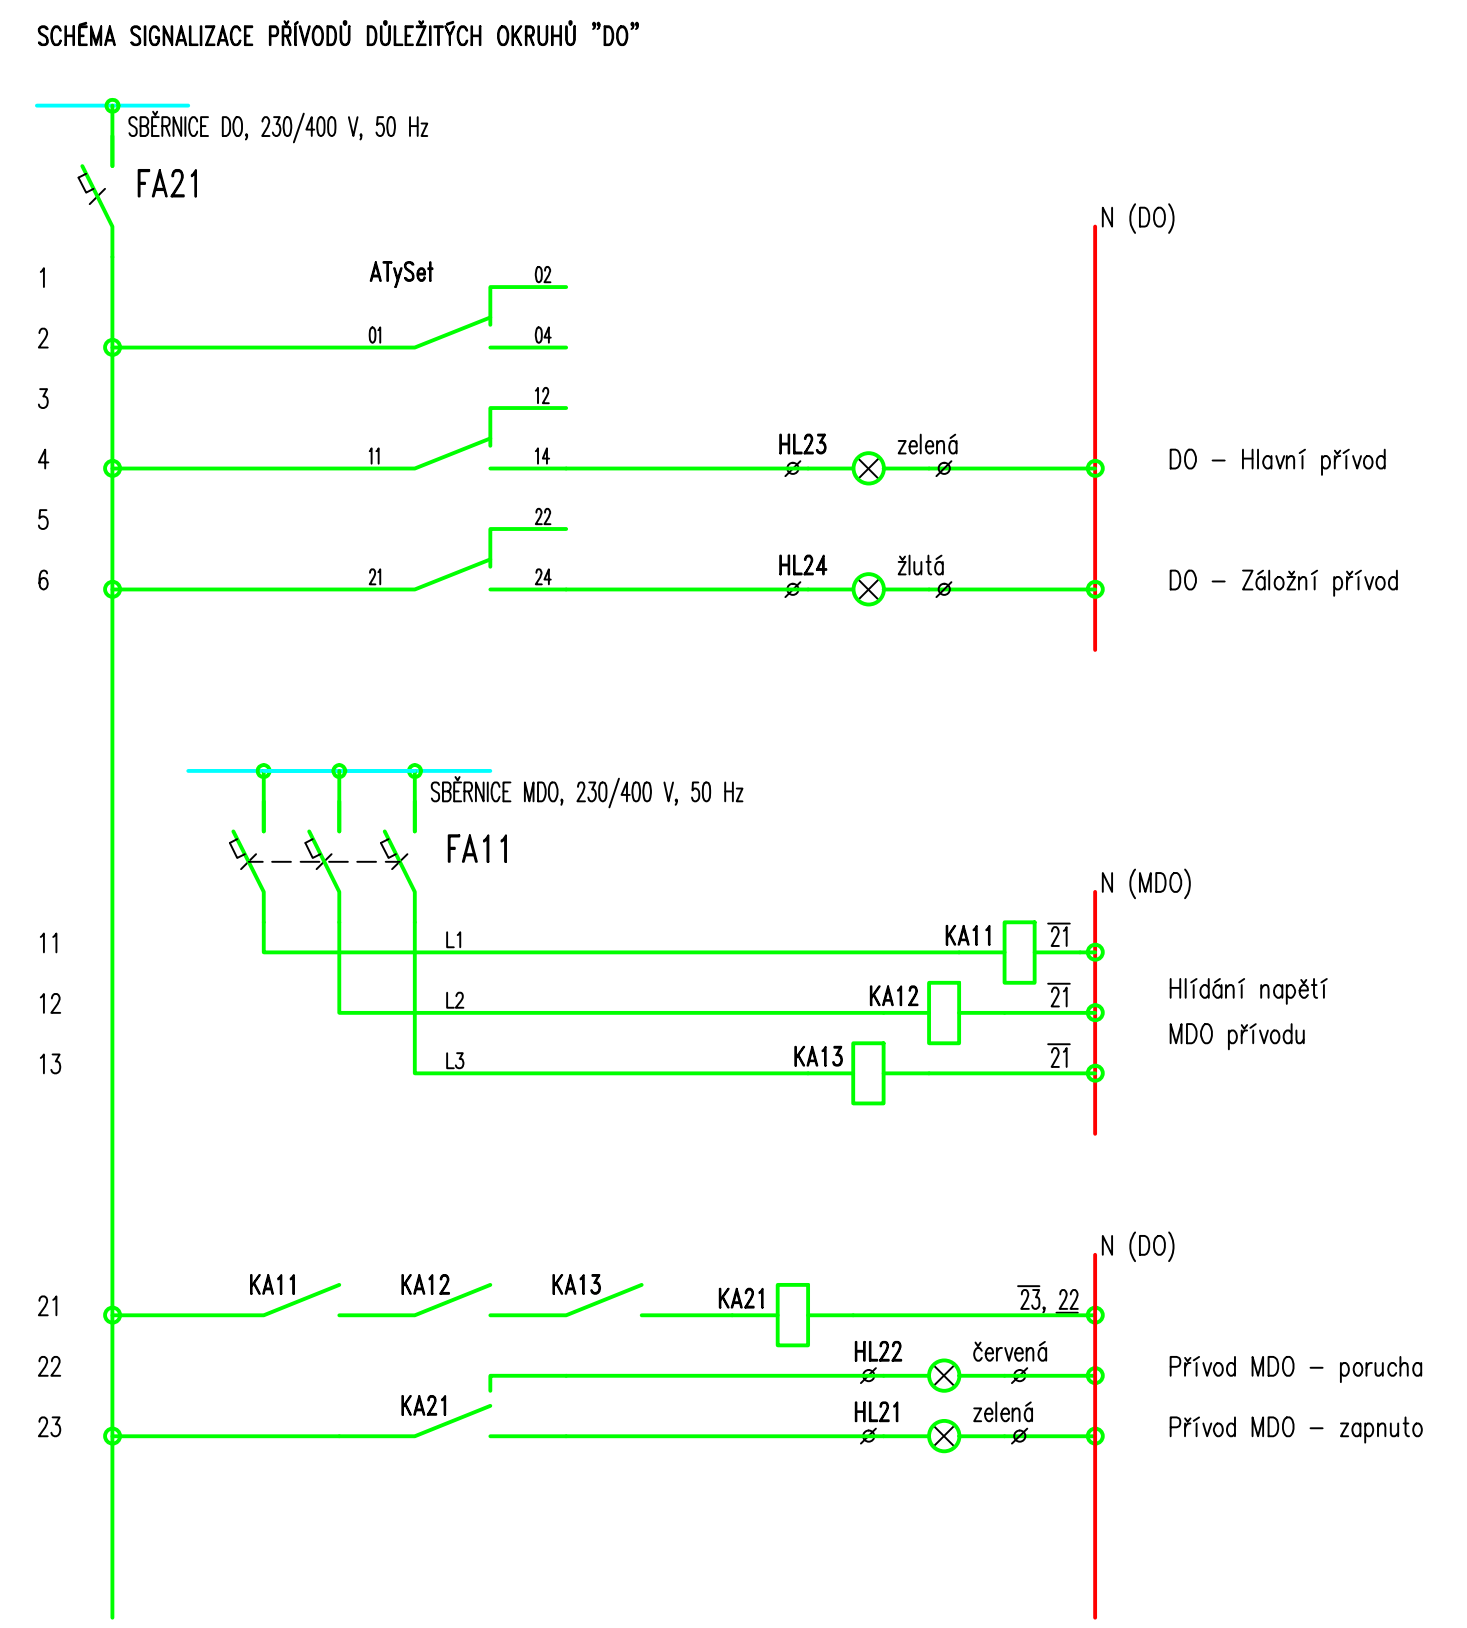 SCHÉMA SIGNALIZACE PŘÍVODŮ DŮLEŽITÝCH OKRUHŮ "DO"
SBĚRNICE DO, 230/400 V, 50 Hz
FA21
N (DO)
1 ATySet 02
2 01 04
3 12
4 11 14 HL23 zelená DO - Hlavní přívod
5 22
6 21 24 HL24 žlutá DO - Záložní přívod
SBĚRNICE MDO, 230/400 V, 50 Hz
FA11
N (MDO)
11 L1 KA11 21
12 L2 KA12 21
Hlídání napětí
MDO přívodu
13 L3 KA13 21
N (DO)
21 KA11 KA12 KA13 KA21 23, 22
22 HL22 červená Přívod MDO - porucha
23 KA21 HL21 zelená Přívod MDO - zapnuto